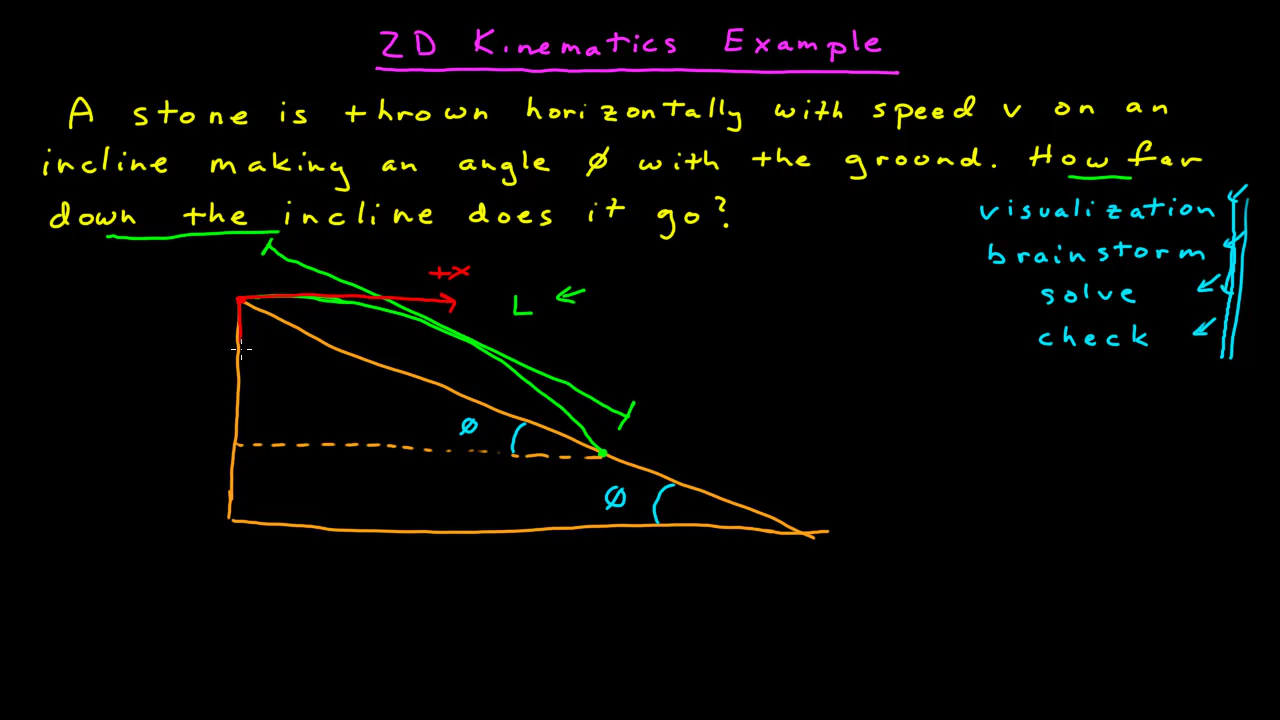 2D Kinematics Example
A stone is thrown horizontally with speed v on an
incline making an angle ϕ with the ground. How far
down the incline does it go?
visualization
brainstorm
solve
check
+x
L
ϕ
ϕ